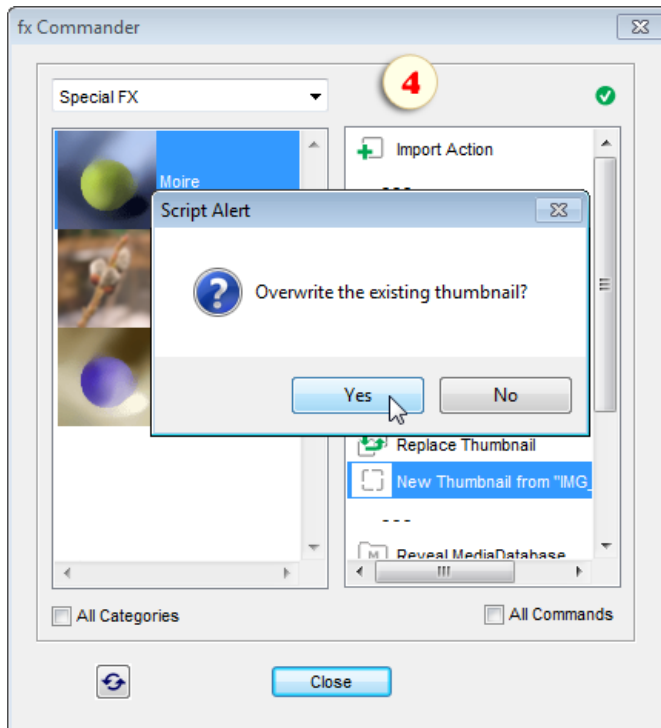 fx Commander
Special FX
4
Moire
Import Action
---
Script Alert
Overwrite the existing thumbnail?
Yes
No
Replace Thumbnail
New Thumbnail from "IMG_
---
M
Reveal MediaDatabase
All Categories
All Commands
Close